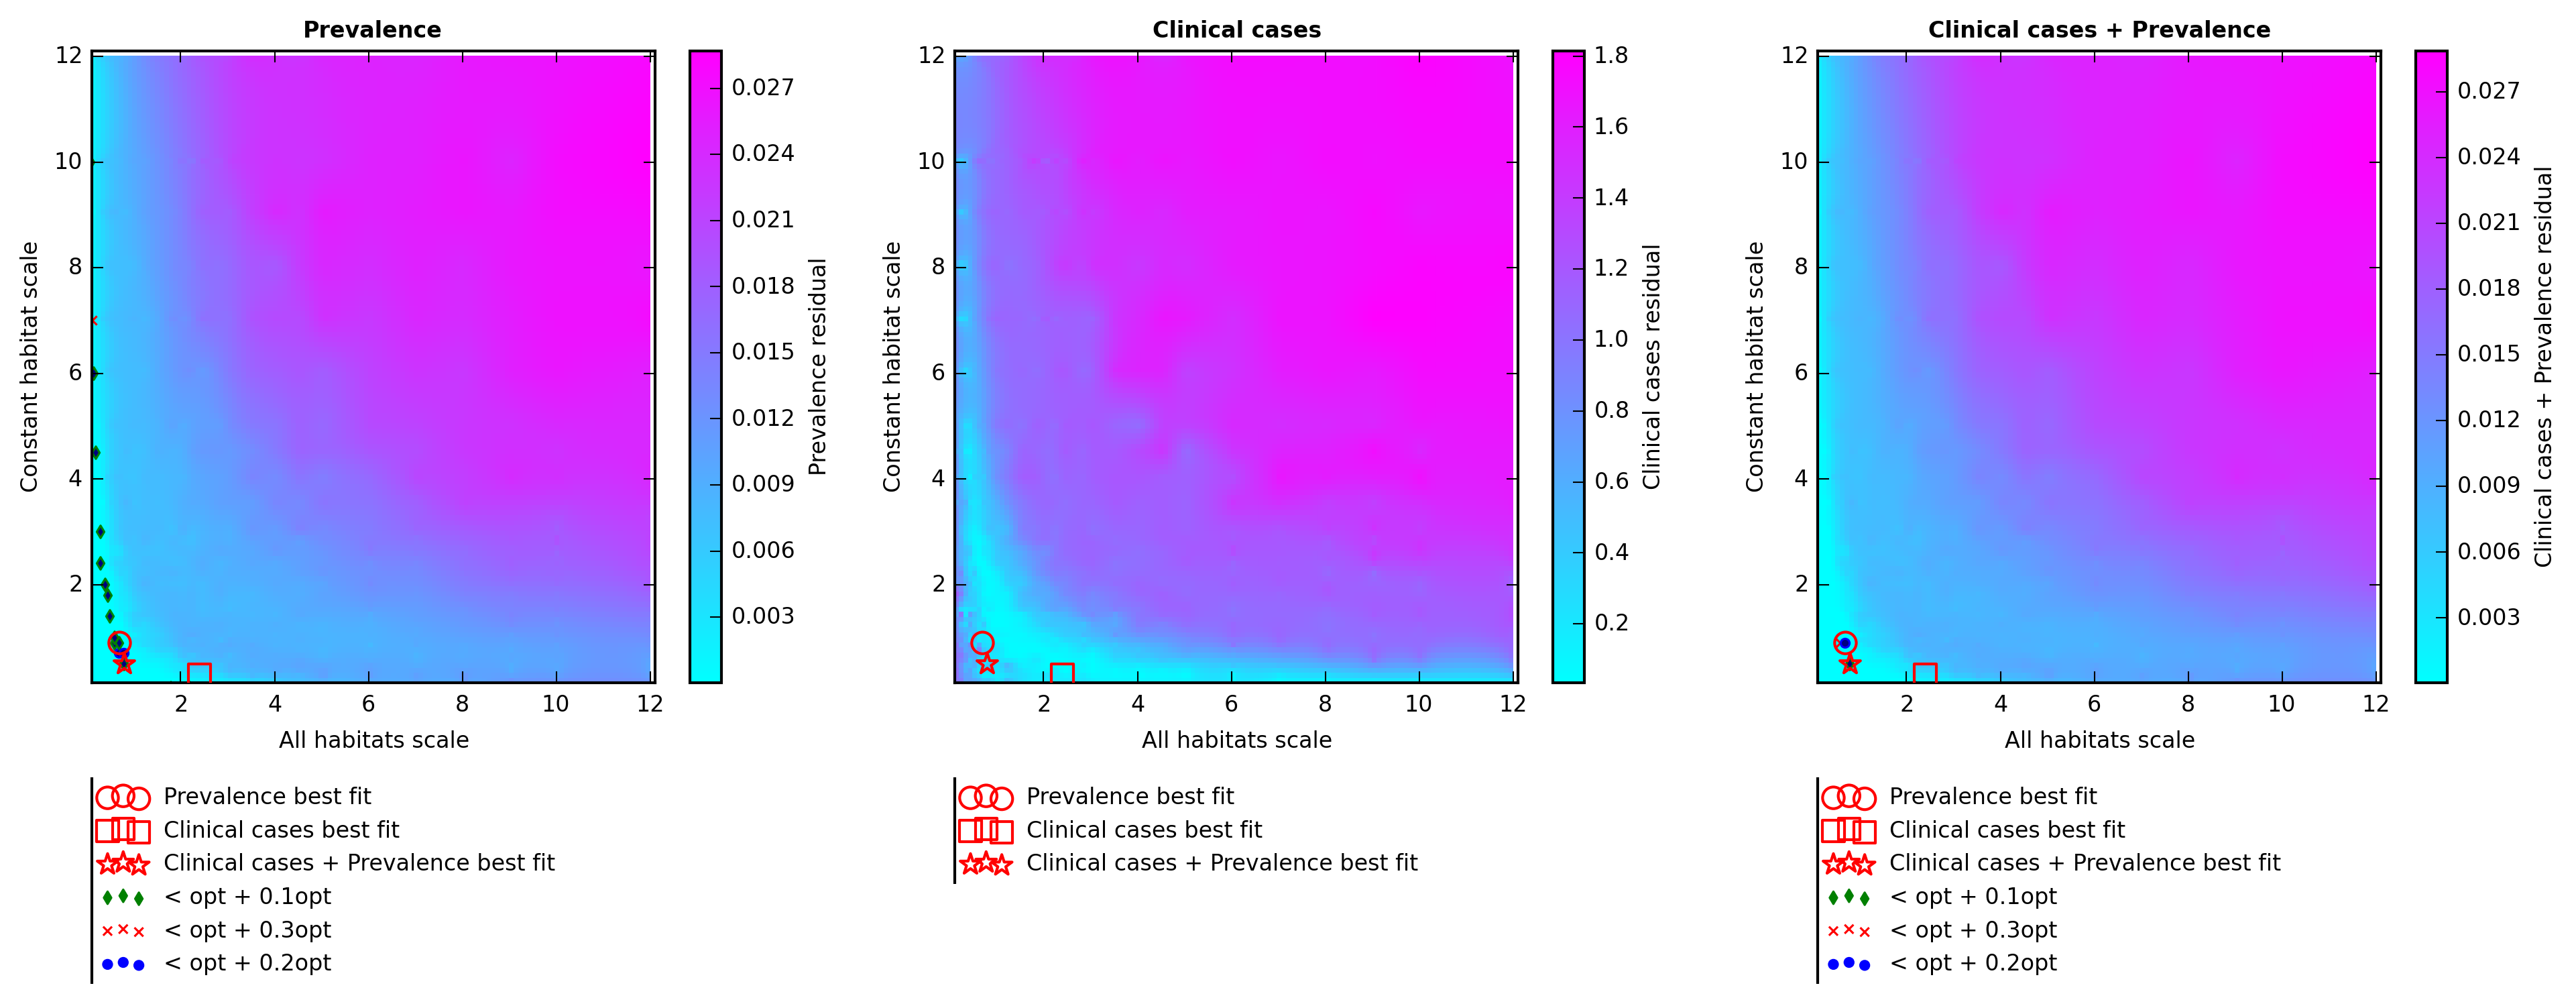 Prevalence
12
10
8
6
4
2
Constant habitat scale
2 4 6 8 10 12
All habitats scale
0.027
0.024
0.021
0.018
0.015
0.012
0.009
0.006
0.003
Prevalence residual
Prevalence best fit
Clinical cases best fit
Clinical cases + Prevalence best fit
< opt + 0.1opt
< opt + 0.3opt
< opt + 0.2opt
Clinical cases
12
10
8
6
4
2
Constant habitat scale
2 4 6 8 10 12
All habitats scale
1.8
1.6
1.4
1.2
1.0
0.8
0.6
0.4
0.2
Clinical cases residual
Prevalence best fit
Clinical cases best fit
Clinical cases + Prevalence best fit
Clinical cases + Prevalence
12
10
8
6
4
2
Constant habitat scale
2 4 6 8 10 12
All habitats scale
0.027
0.024
0.021
0.018
0.015
0.012
0.009
0.006
0.003
Clinical cases + Prevalence residual
Prevalence best fit
Clinical cases best fit
Clinical cases + Prevalence best fit
< opt + 0.1opt
< opt + 0.3opt
< opt + 0.2opt